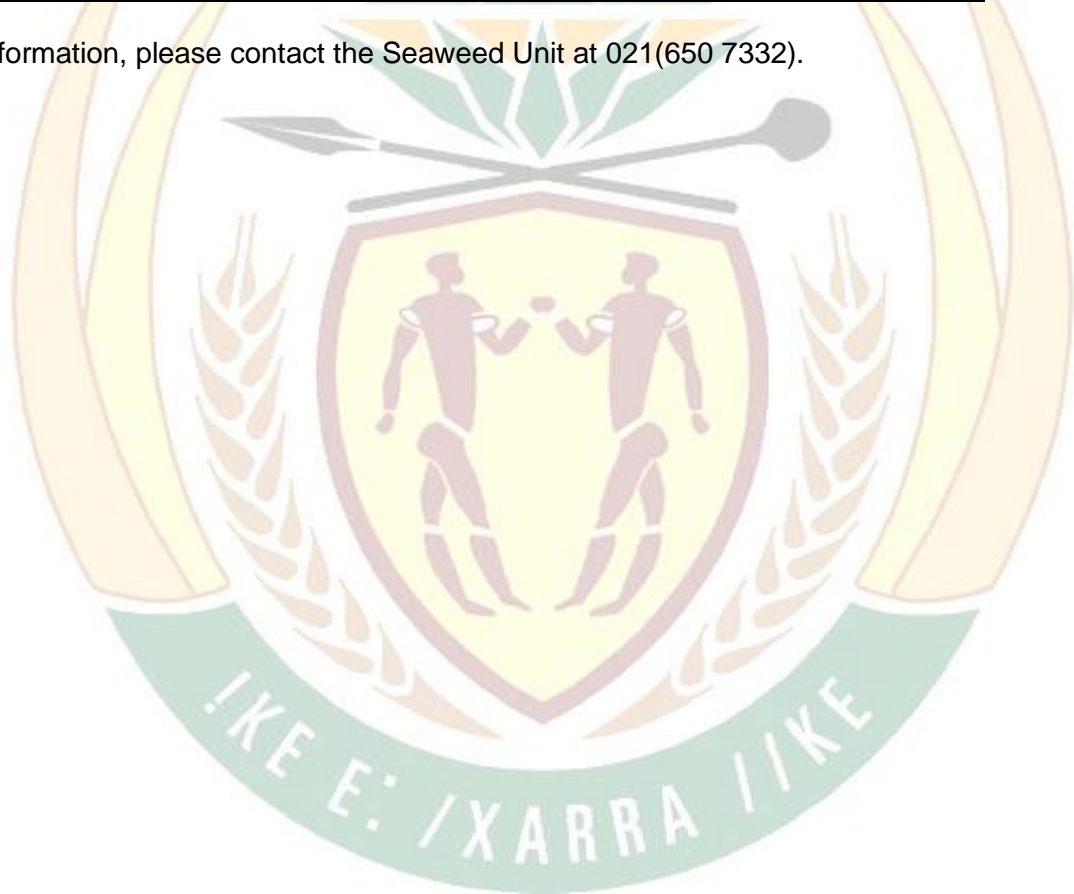 formation, please contact the Seaweed Unit at 021(650 7332).
!KE E: /XARRA //KE